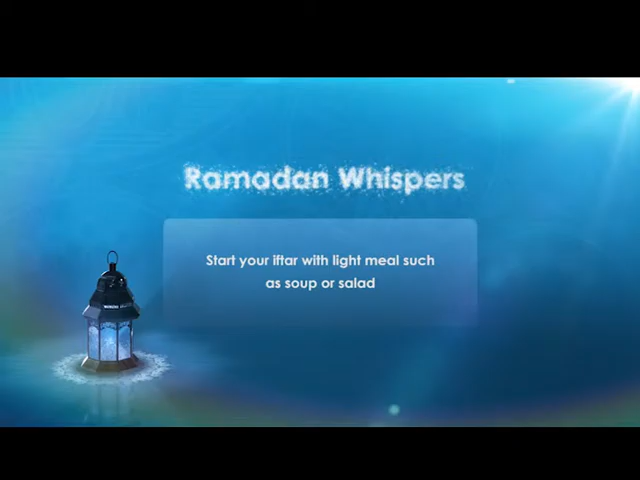 Ramadan Whispers
Start your iftar with light meal such
as soup or salad